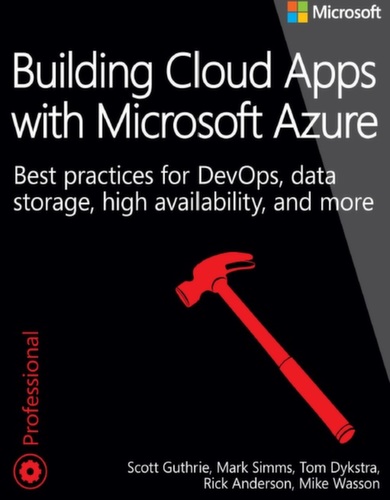 Microsoft
Building Cloud Apps
with Microsoft Azure
Best practices for DevOps, data
storage, high availability, and more
Professional
Scott Guthrie, Mark Simms, Tom Dykstra,
Rick Anderson, Mike Wasson